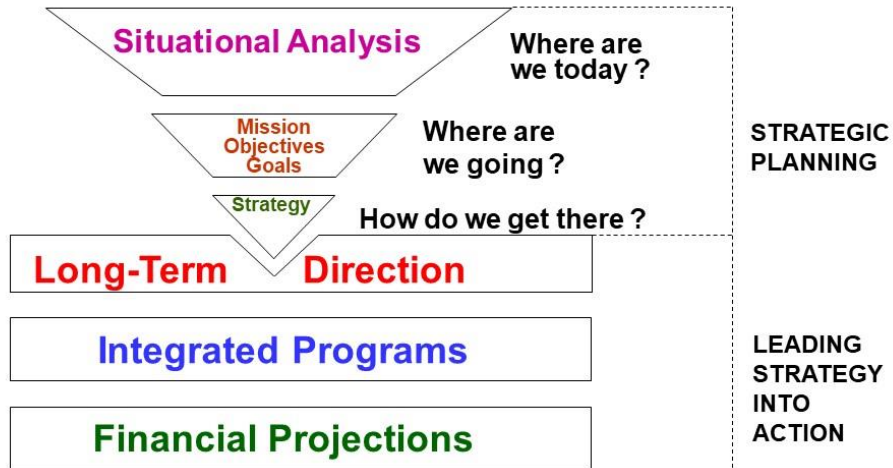 Situational Analysis
Where are
we today ?
Mission
Objectives
Goals
Where are
we going ?
STRATEGIC
PLANNING
Strategy
How do we get there ?
Long-Term Direction
Integrated Programs
LEADING
STRATEGY
INTO
ACTION
Financial Projections